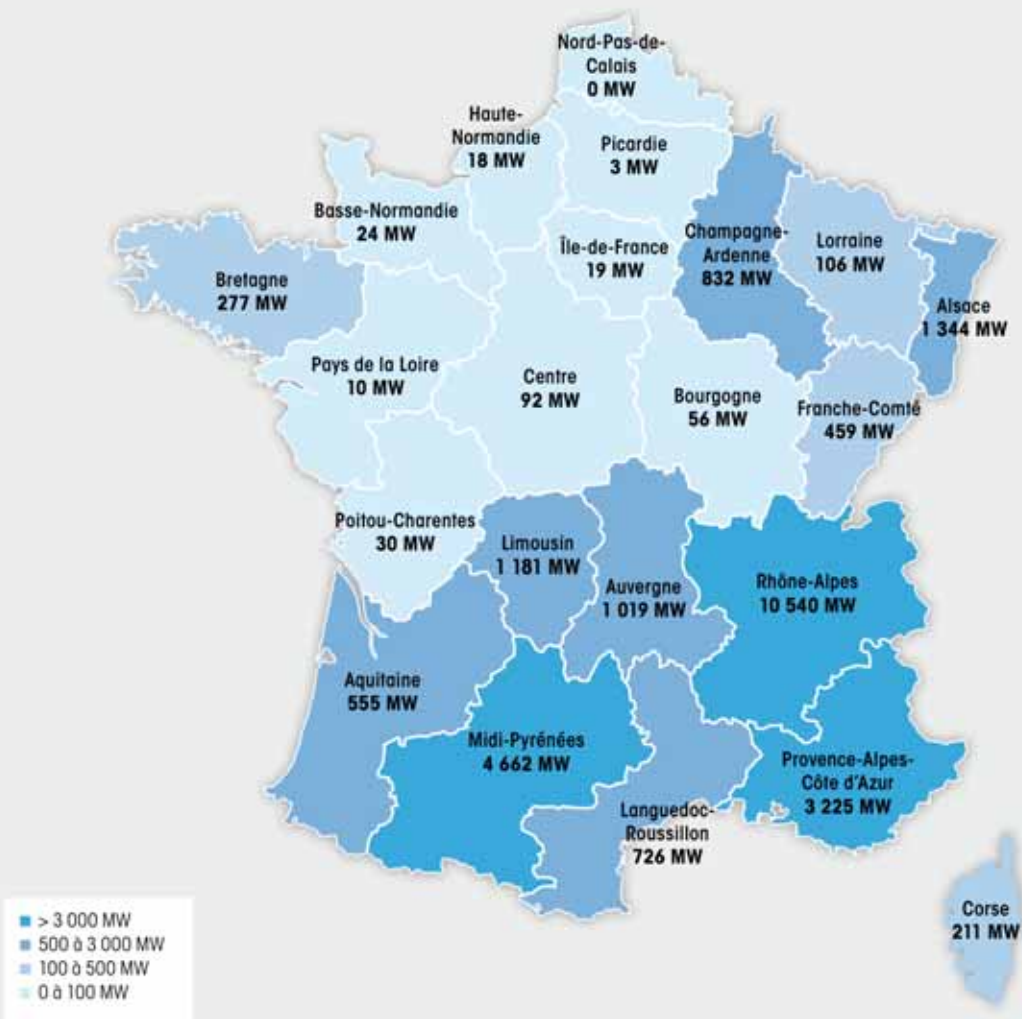 Nord-Pas-de-
Calais
0 MW
Haute-
Normandie
18 MW
Picardie
3 MW
Basse-Normandie
24 MW
Île-de-France
19 MW
Champagne-
Ardenne
832 MW
Lorraine
106 MW
Alsace
1 344 MW
Bretagne
277 MW
Pays de la Loire
10 MW
Centre
92 MW
Bourgogne
56 MW
Franche-Comté
459 MW
Poitou-Charentes
30 MW
Limousin
1 181 MW
Auvergne
1 019 MW
Rhône-Alpes
10 540 MW
Aquitaine
555 MW
Midi-Pyrénées
4 662 MW
Languedoc-
Roussillon
726 MW
Provence-Alpes-
Côte d'Azur
3 225 MW
Corse
211 MW
> 3 000 MW
500 à 3 000 MW
100 à 500 MW
0 à 100 MW